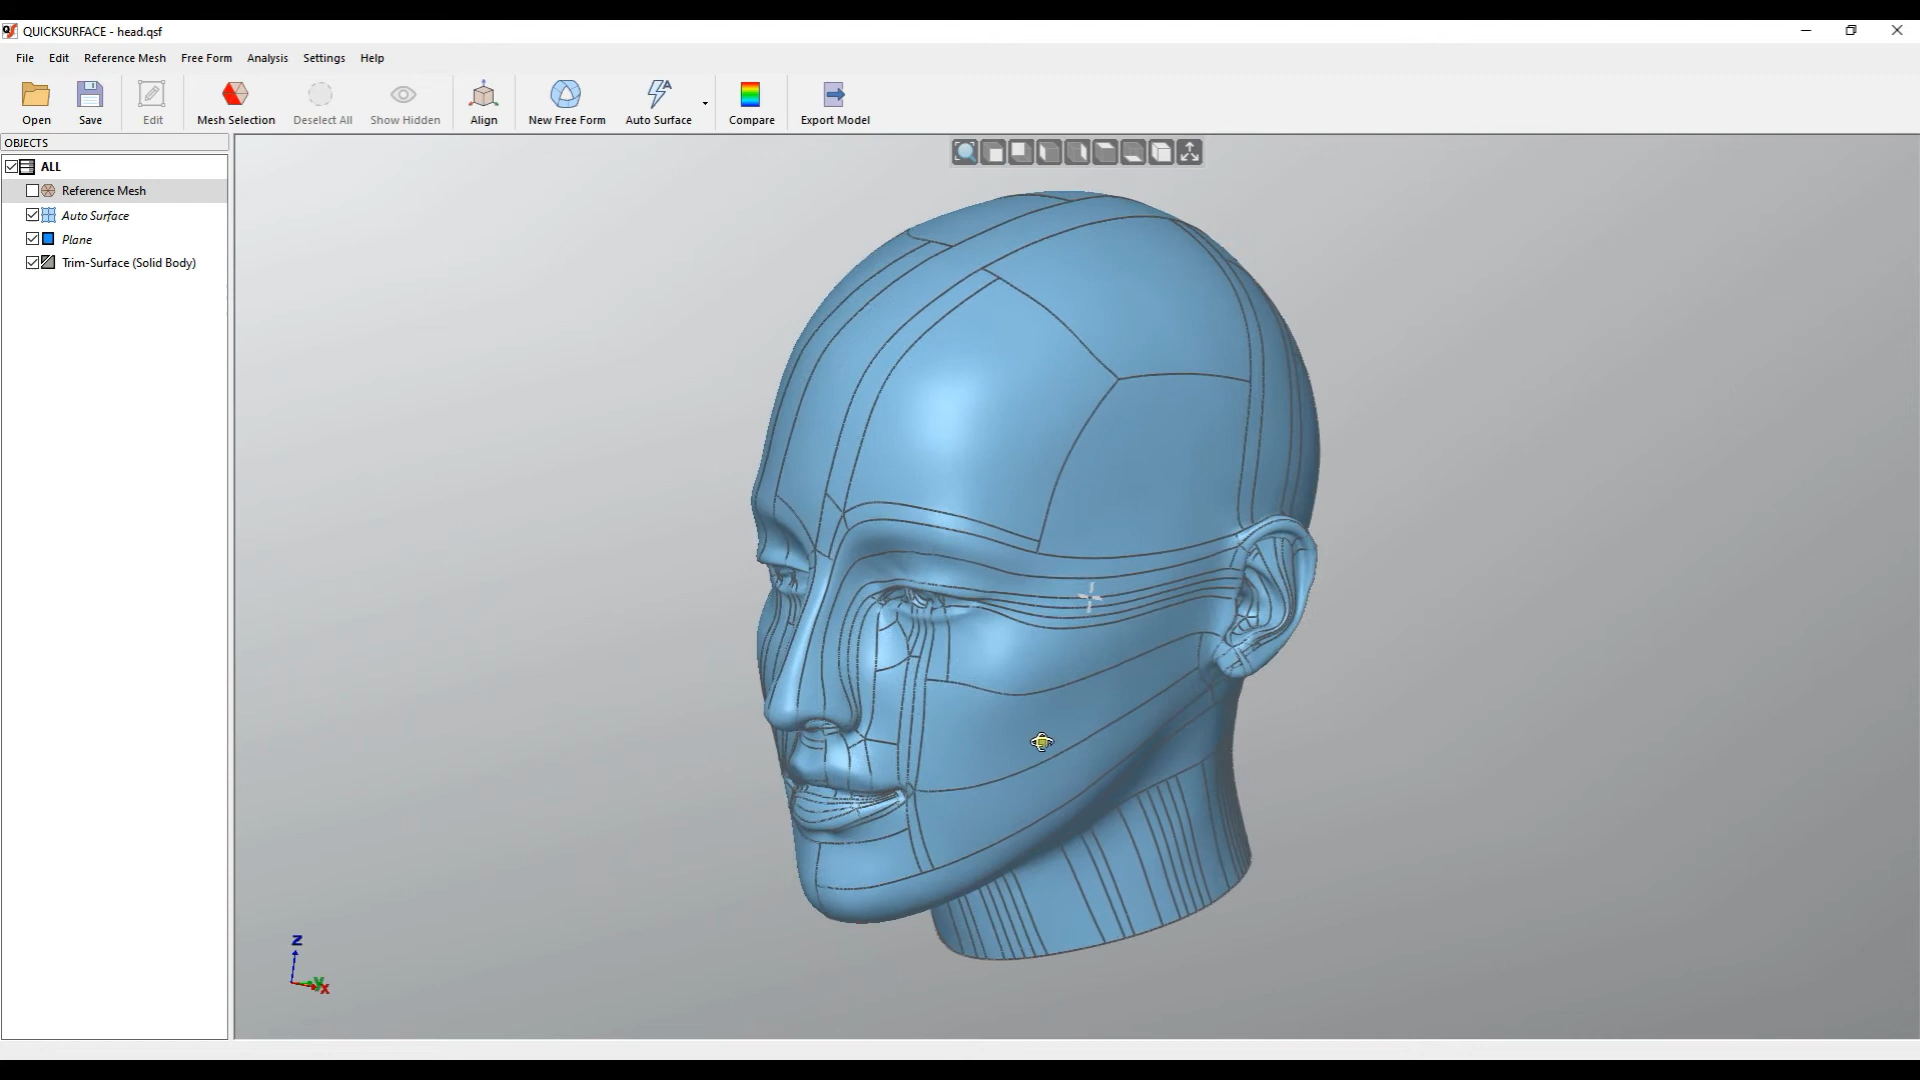 QUICKSURFACE - head.qsf
File Edit Reference Mesh Free Form Analysis Settings Help
Open Save Edit Mesh Selection Deselect All Show Hidden Align New Free Form Auto Surface Compare Export Model
OBJECTS
ALL
Reference Mesh
Auto Surface
Plane
Trim-Surface (Solid Body)
Z
Y
X